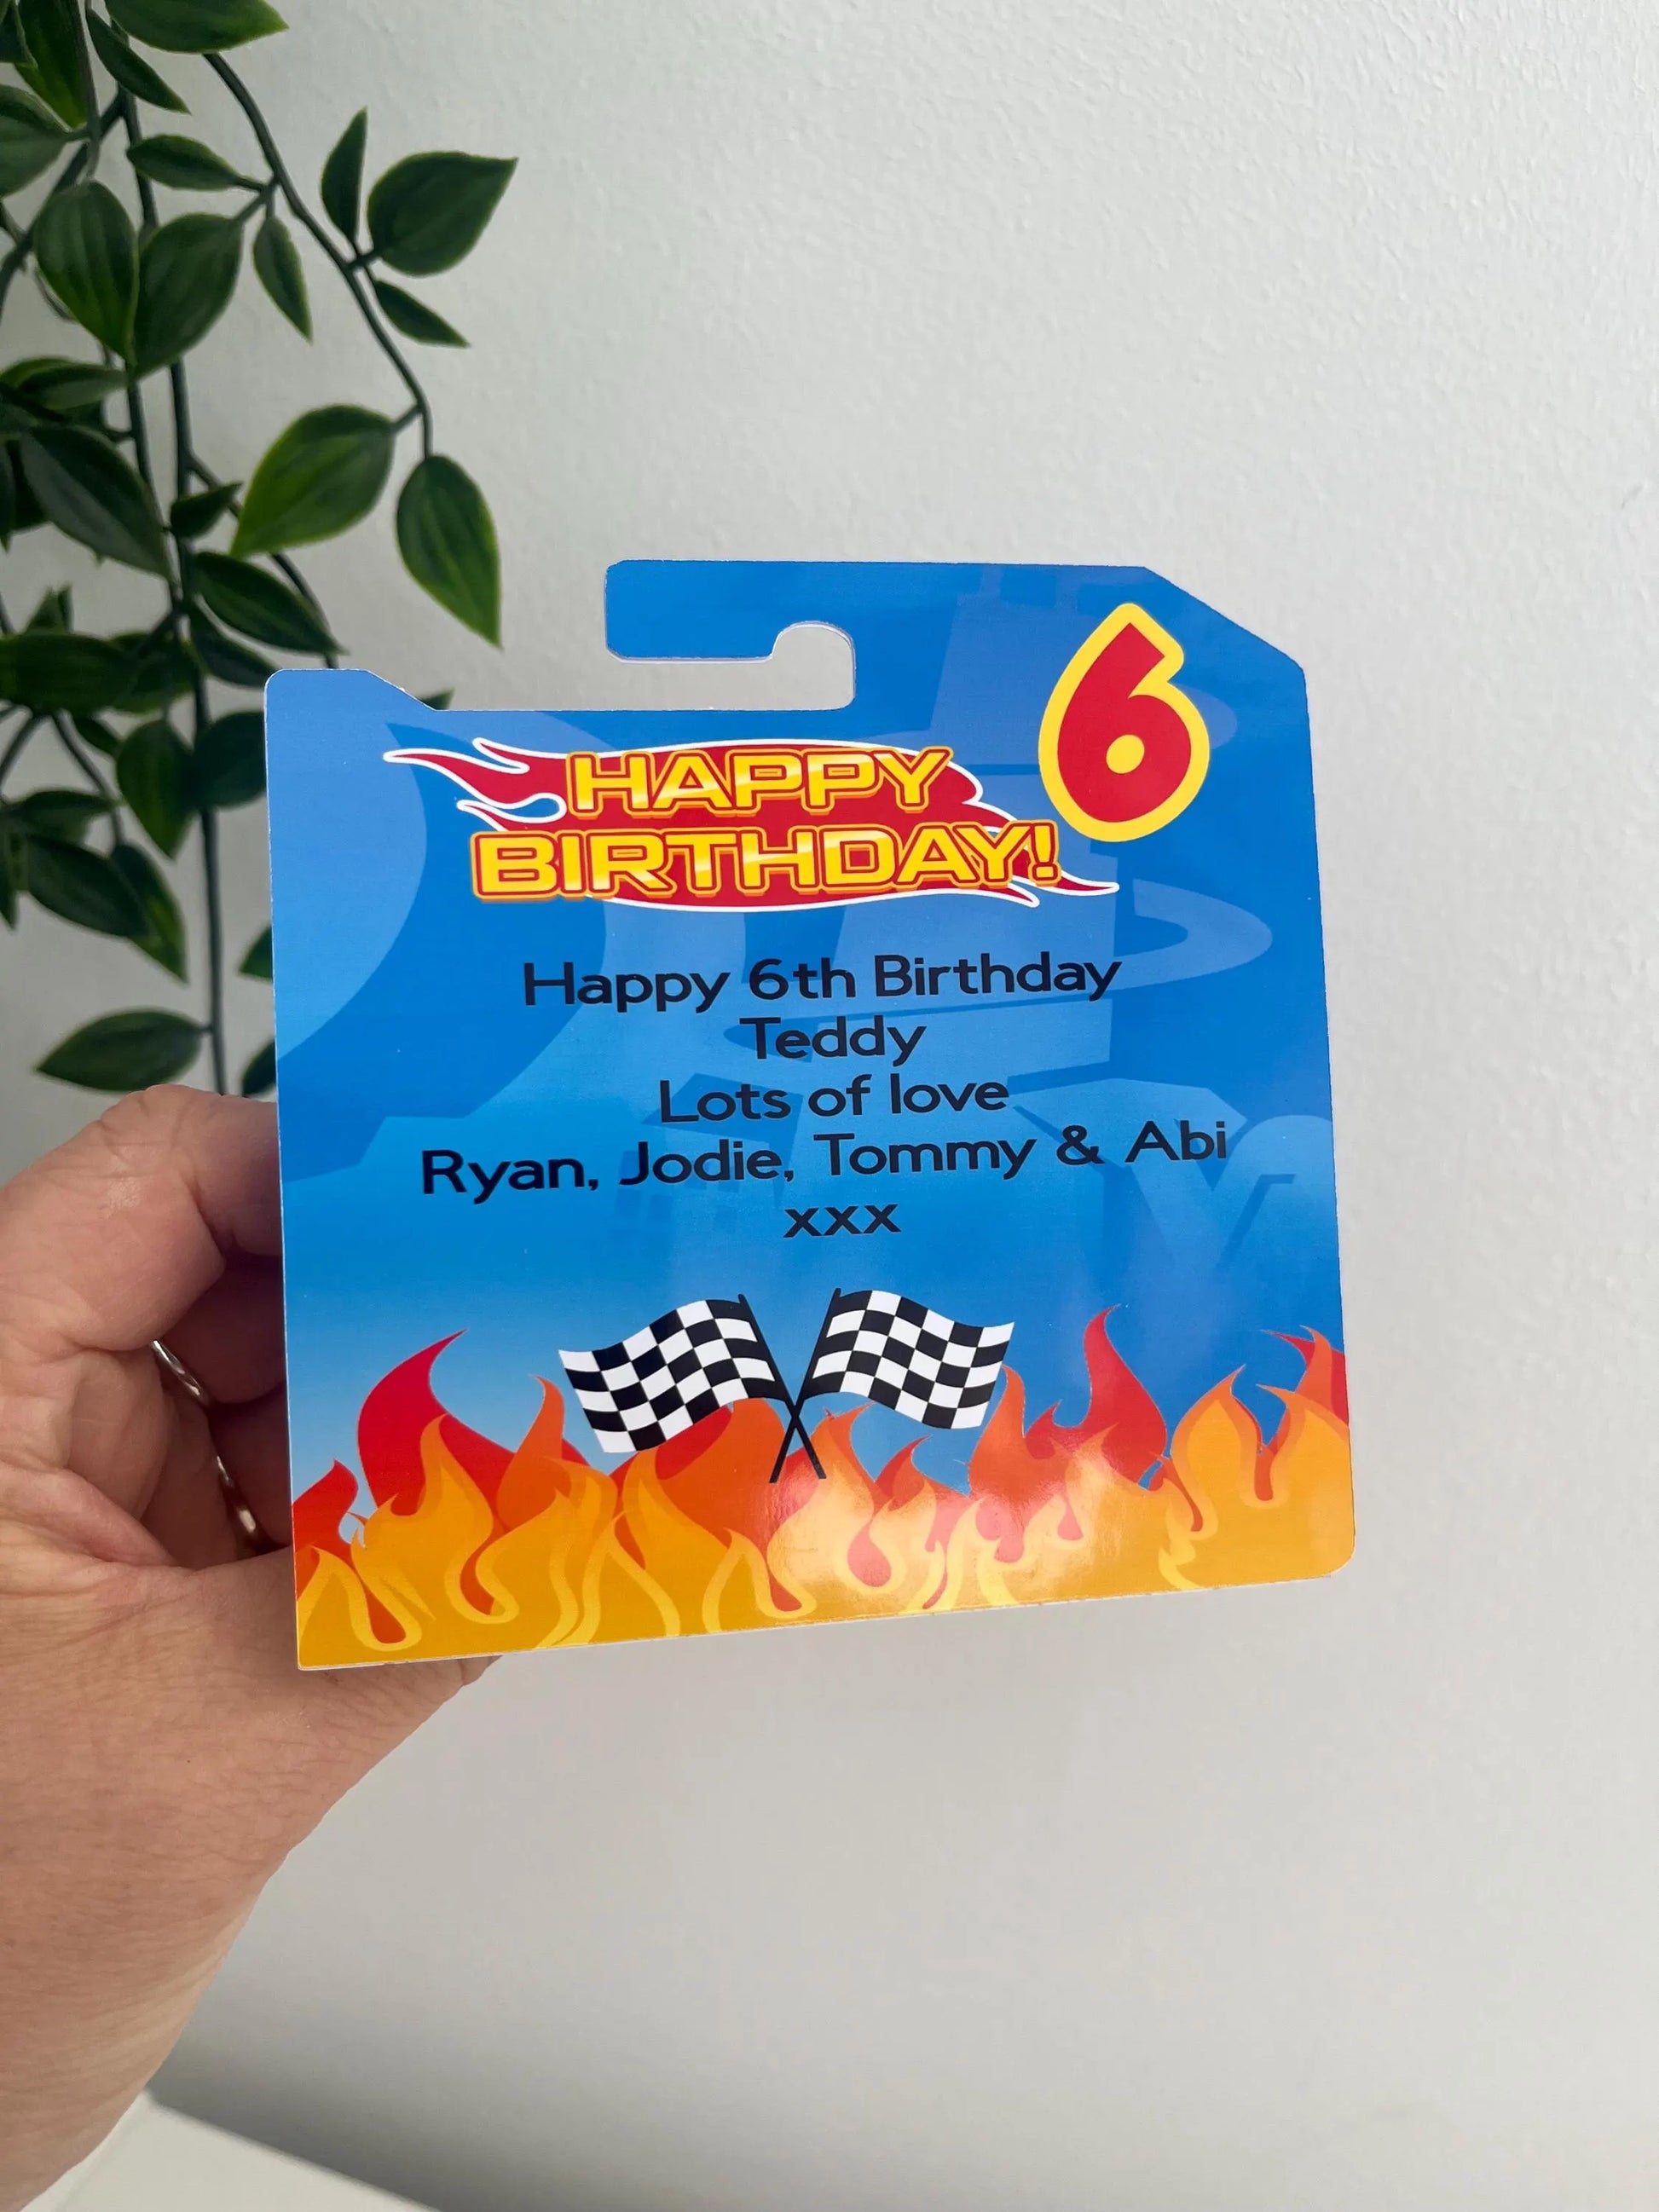 6
HAPPY
BIRTHDAY!
Happy 6th Birthday
Teddy
Lots of love
Ryan, Jodie, Tommy & Abi
xxx